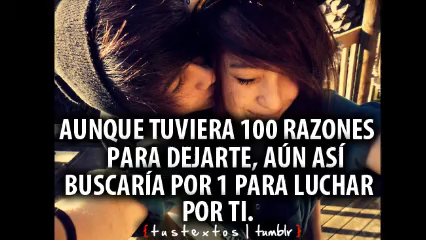 AUNQUE TUVIERA 100 RAZONES
PARA DEJARTE, AÚN ASÍ
BUSCARÍA POR 1 PARA LUCHAR
POR TI.
{tustextos|tumblr}